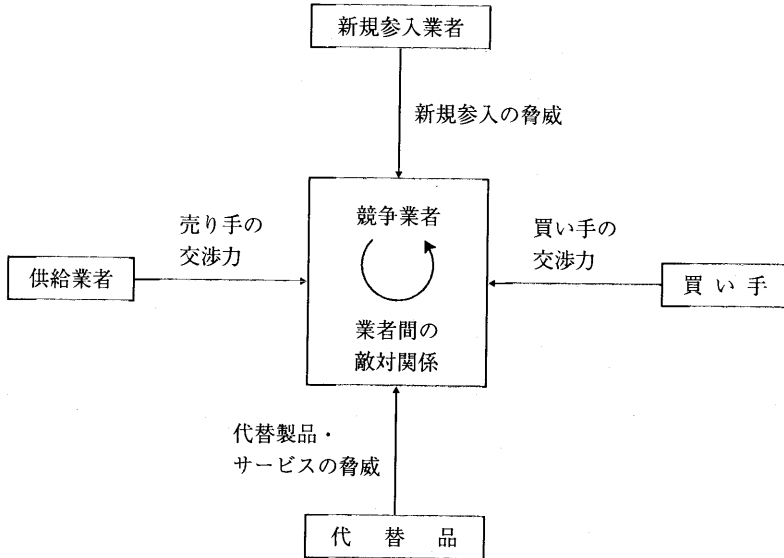 新規参入業者
新規参入の脅威
売り手の
交渉力
競争業者
買い手の
交渉力
供給業者
買い手
業者間の
敵対関係
代替製品・
サービスの脅威
代替品